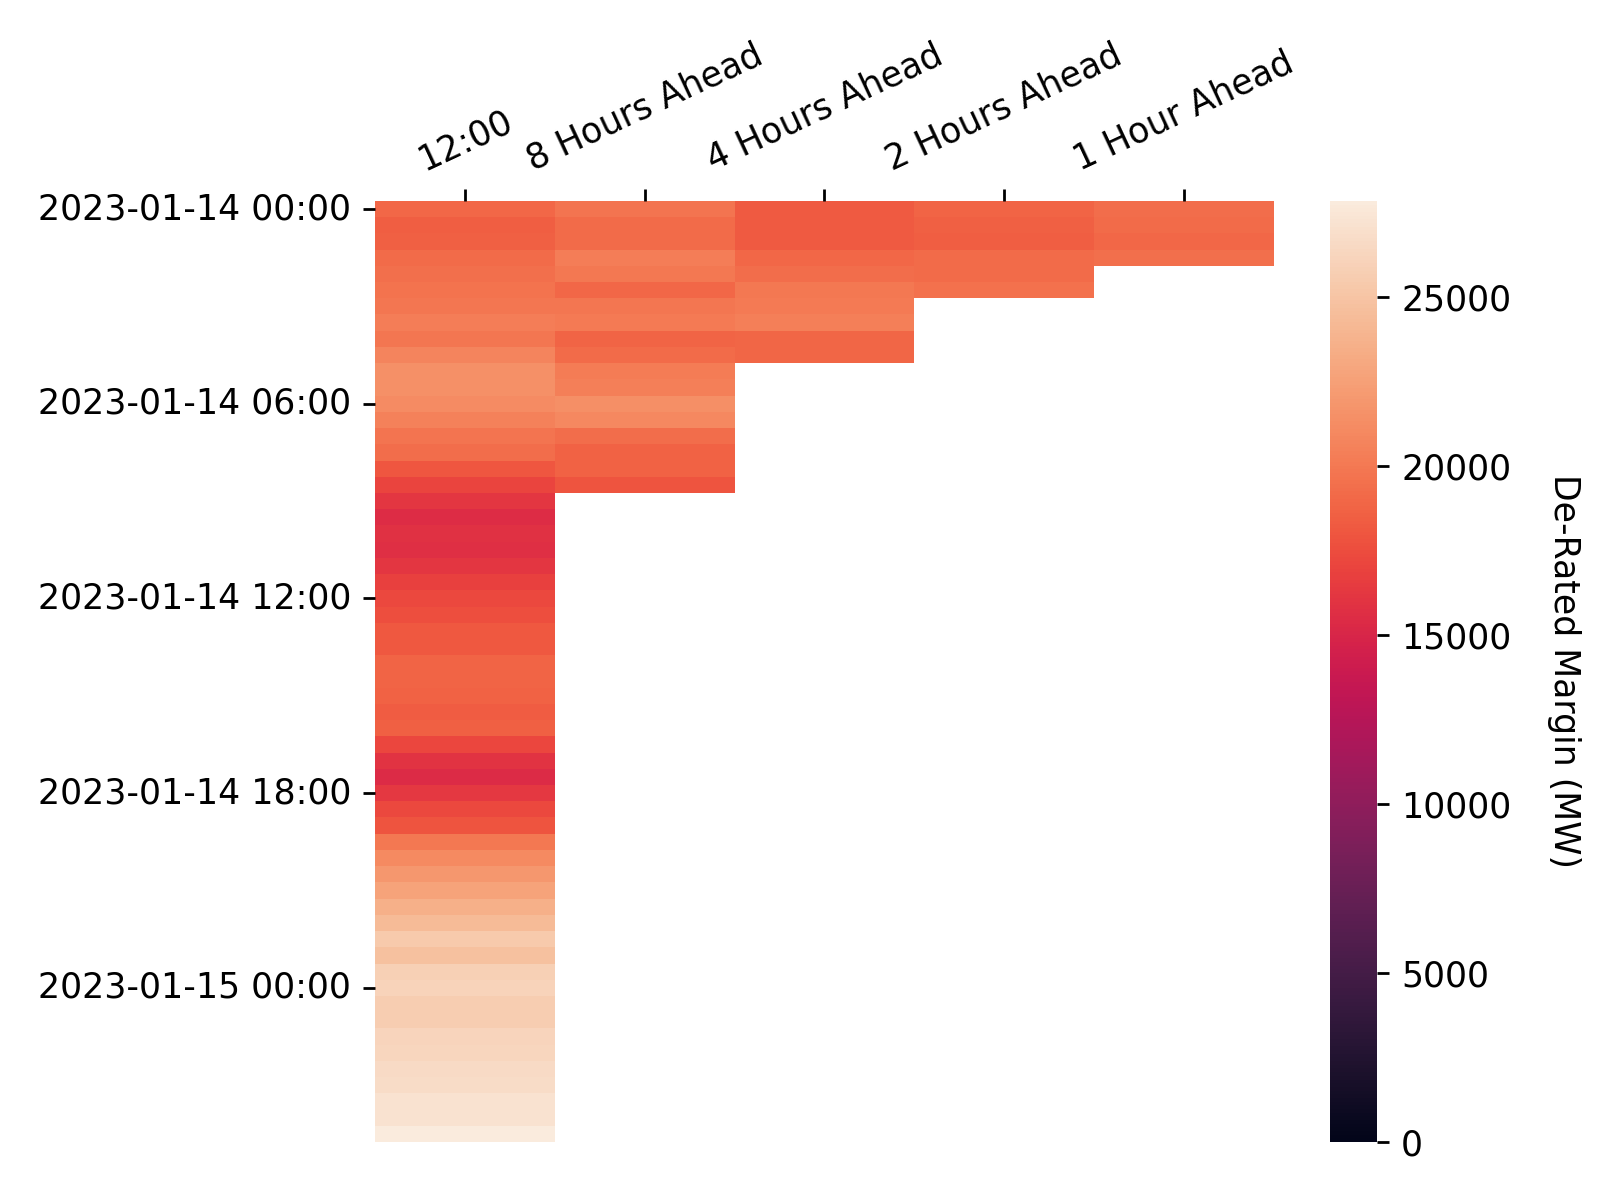 12:00
8 Hours Ahead
4 Hours Ahead
2 Hours Ahead
1 Hour Ahead
2023-01-14 00:00
2023-01-14 06:00
2023-01-14 12:00
2023-01-14 18:00
2023-01-15 00:00
25000
20000
15000
10000
5000
0
De-Rated Margin (MW)